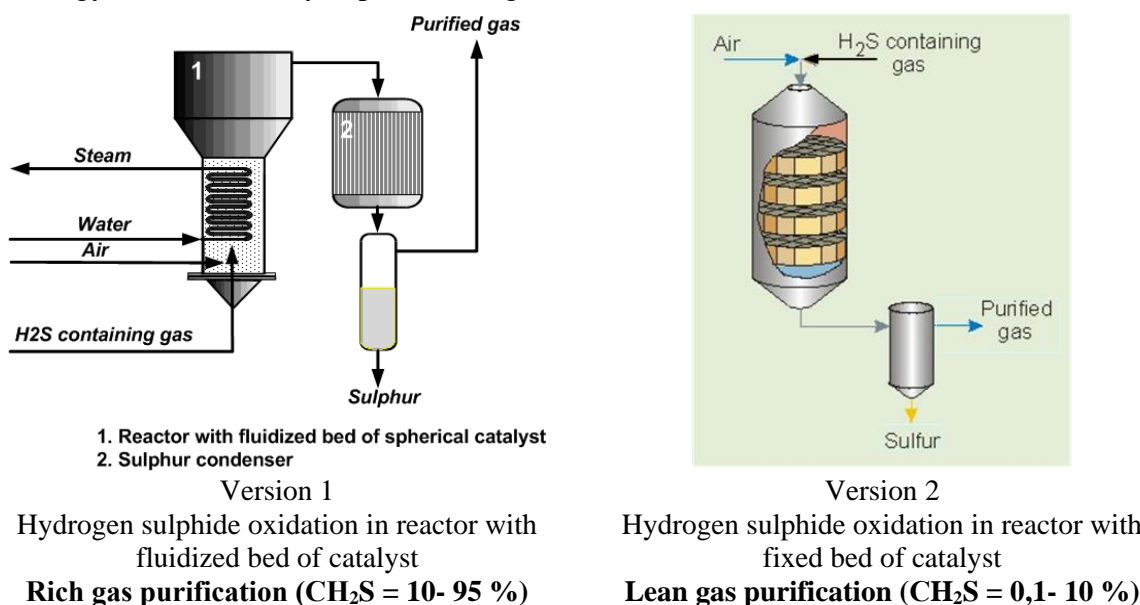 Purified gas
1
2
Steam
Water
Air
H2S containing gas
Sulphur
1. Reactor with fluidized bed of spherical catalyst
2. Sulphur condenser
Version 1
Hydrogen sulphide oxidation in reactor with
fluidized bed of catalyst
Rich gas purification (CH₂S = 10- 95 %)
Air
H₂S containing
gas
Purified
gas
Sulfur
Version 2
Hydrogen sulphide oxidation in reactor with
fixed bed of catalyst
Lean gas purification (CH₂S = 0,1- 10 %)